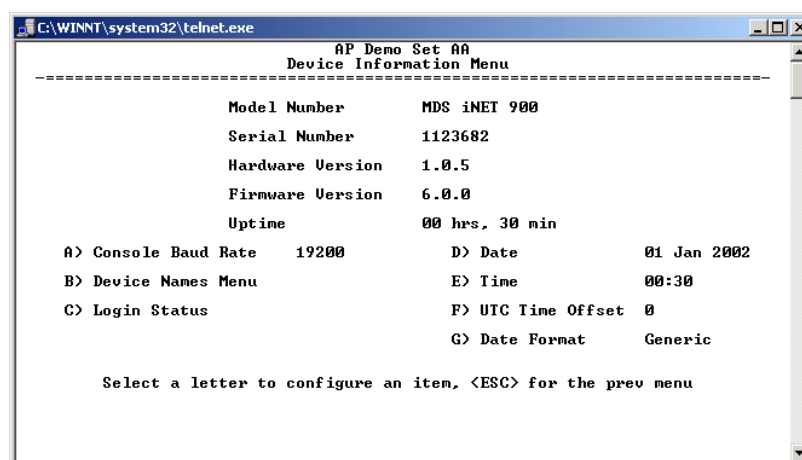 C:\WINNT\system32\telnet.exe
AP Demo Set AA
Device Information Menu
-==========================================================================-
Model Number MDS iNET 900
Serial Number 1123682
Hardware Version 1.0.5
Firmware Version 6.0.0
Uptime 00 hrs, 30 min
A) Console Baud Rate 19200 D) Date 01 Jan 2002
B) Device Names Menu E) Time 00:30
C) Login Status F) UTC Time Offset 0
G) Date Format Generic
Select a letter to configure an item, <ESC> for the prev menu